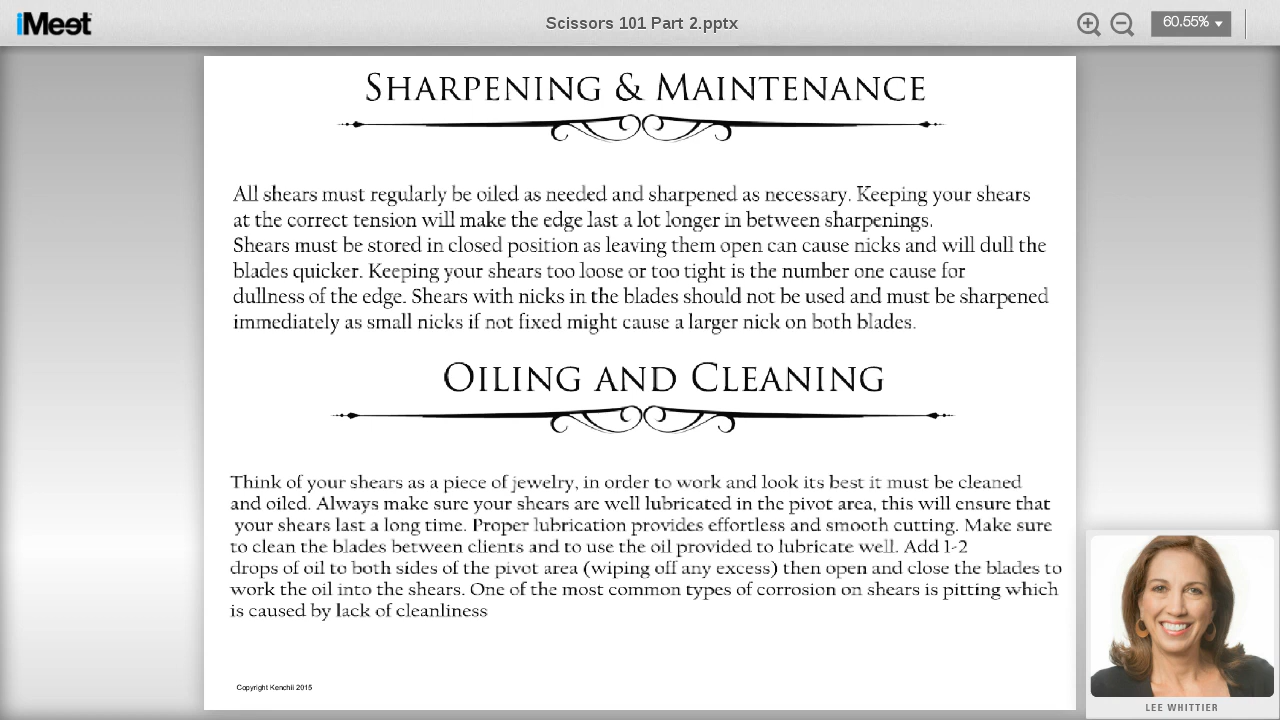 iMeet
Scissors 101 Part 2.pptx
60.55%
Sharpening & Maintenance
All shears must regularly be oiled as needed and sharpened as necessary. Keeping your shears
at the correct tension will make the edge last a lot longer in between sharpenings.
Shears must be stored in closed position as leaving them open can cause nicks and will dull the
blades quicker. Keeping your shears too loose or too tight is the number one cause for
dullness of the edge. Shears with nicks in the blades should not be used and must be sharpened
immediately as small nicks if not fixed might cause a larger nick on both blades.
Oiling and Cleaning
Think of your shears as a piece of jewelry, in order to work and look its best it must be cleaned
and oiled. Always make sure your shears are well lubricated in the pivot area, this will ensure that
your shears last a long time. Proper lubrication provides effortless and smooth cutting. Make sure
to clean the blades between clients and to use the oil provided to lubricate well. Add 1-2
drops of oil to both sides of the pivot area (wiping off any excess) then open and close the blades to
work the oil into the shears. One of the most common types of corrosion on shears is pitting which
is caused by lack of cleanliness
Copyright Kenchii 2015
LEE WHITTIER